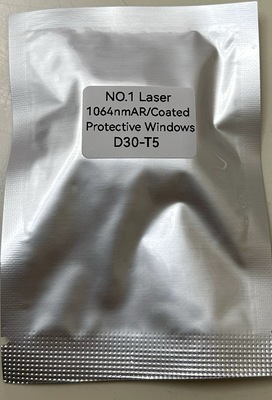 NO.1 Laser
1064nmAR/Coated
Protective Windows
D30-T5